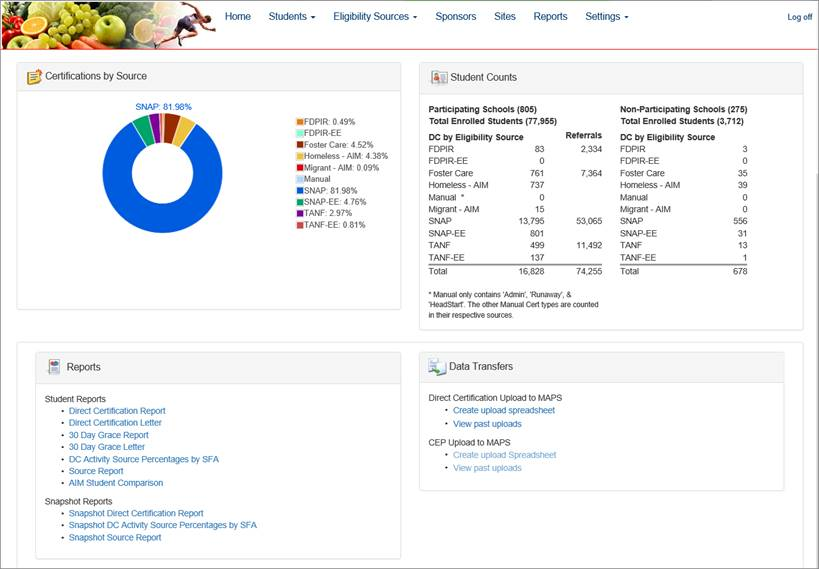 Home Students Eligibility Sources Sponsors Sites Reports Settings Log off
Certifications by Source
SNAP: 81.98%
FDPIR: 0.49%
FDPIR-EE
Foster Care: 4.52%
Homeless - AIM: 4.38%
Migrant - AIM: 0.09%
Manual
SNAP: 81.98%
SNAP-EE: 4.76%
TANF: 2.97%
TANF-EE: 0.81%
Student Counts
Participating Schools (805)
Total Enrolled Students (77,955)
DC by Eligibility Source Referrals
FDPIR 83 2,334
FDPIR-EE 0
Foster Care 761 7,364
Homeless - AIM 737
Manual * 0
Migrant - AIM 15
SNAP 13,795 53,065
SNAP-EE 801
TANF 499 11,492
TANF-EE 137
Total 16,828 74,255
* Manual only contains 'Admin', 'Runaway', &
'HeadStart'. The other Manual Cert types are counted
in their respective sources.
Non-Participating Schools (275)
Total Enrolled Students (3,712)
DC by Eligibility Source
FDPIR 3
FDPIR-EE 0
Foster Care 35
Homeless - AIM 39
Manual 0
Migrant - AIM 0
SNAP 556
SNAP-EE 31
TANF 13
TANF-EE 1
Total 678
Reports
Student Reports
• Direct Certification Report
• Direct Certification Letter
• 30 Day Grace Report
• 30 Day Grace Letter
• DC Activity Source Percentages by SFA
• Source Report
• AIM Student Comparison
Snapshot Reports
• Snapshot Direct Certification Report
• Snapshot DC Activity Source Percentages by SFA
• Snapshot Source Report
Data Transfers
Direct Certification Upload to MAPS
• Create upload spreadsheet
• View past uploads
CEP Upload to MAPS
• Create upload Spreadsheet
• View past uploads